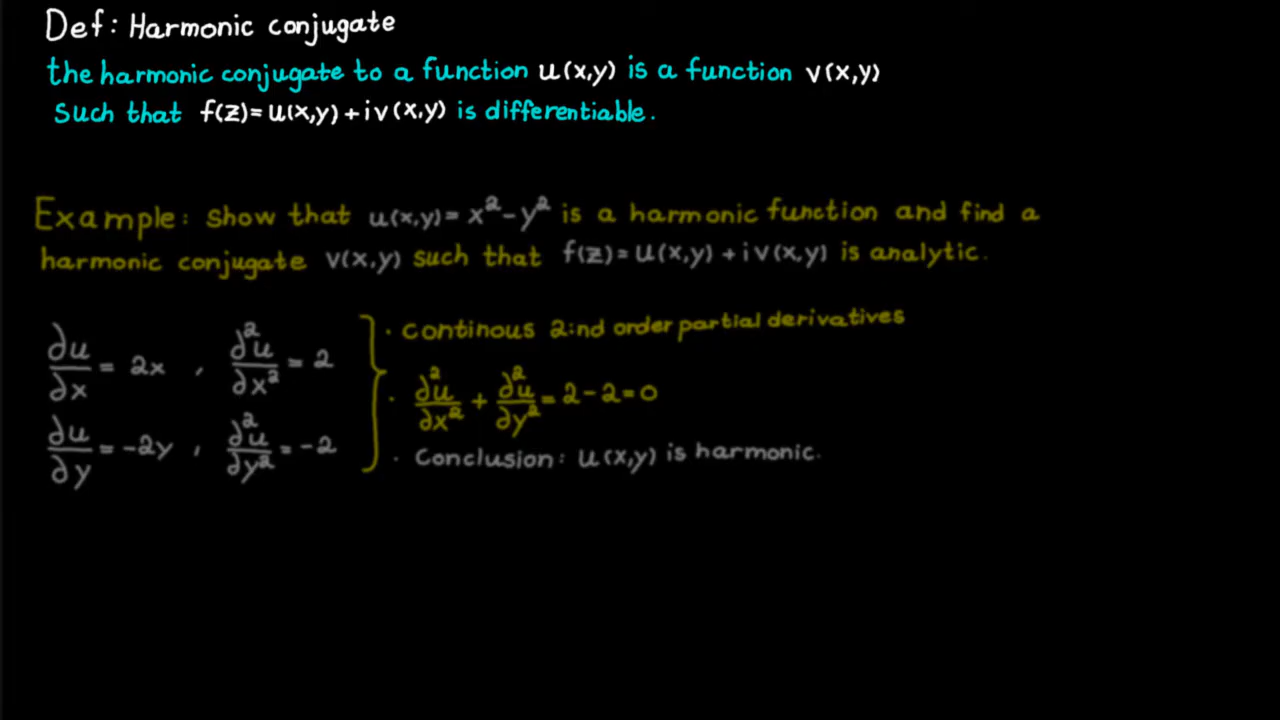 Def: Harmonic conjugate
the harmonic conjugate to a function u(x,y) is a function v(x,y)
Such that f(z)=u(x,y)+iv(x,y) is differentiable.
Example: Show that u(x,y)= x²-y² is a harmonic function and find a
harmonic conjugate v(x,y) such that f(z)=u(x,y)+iv(x,y) is analytic.
∂u/∂x = 2x , ∂²u/∂x² = 2
∂u/∂y = -2y , ∂²u/∂y² = -2
· continous 2:nd order partial derivatives
· ∂²u/∂x² + ∂²u/∂y² = 2-2=0
· Conclusion: u(x,y) is harmonic.